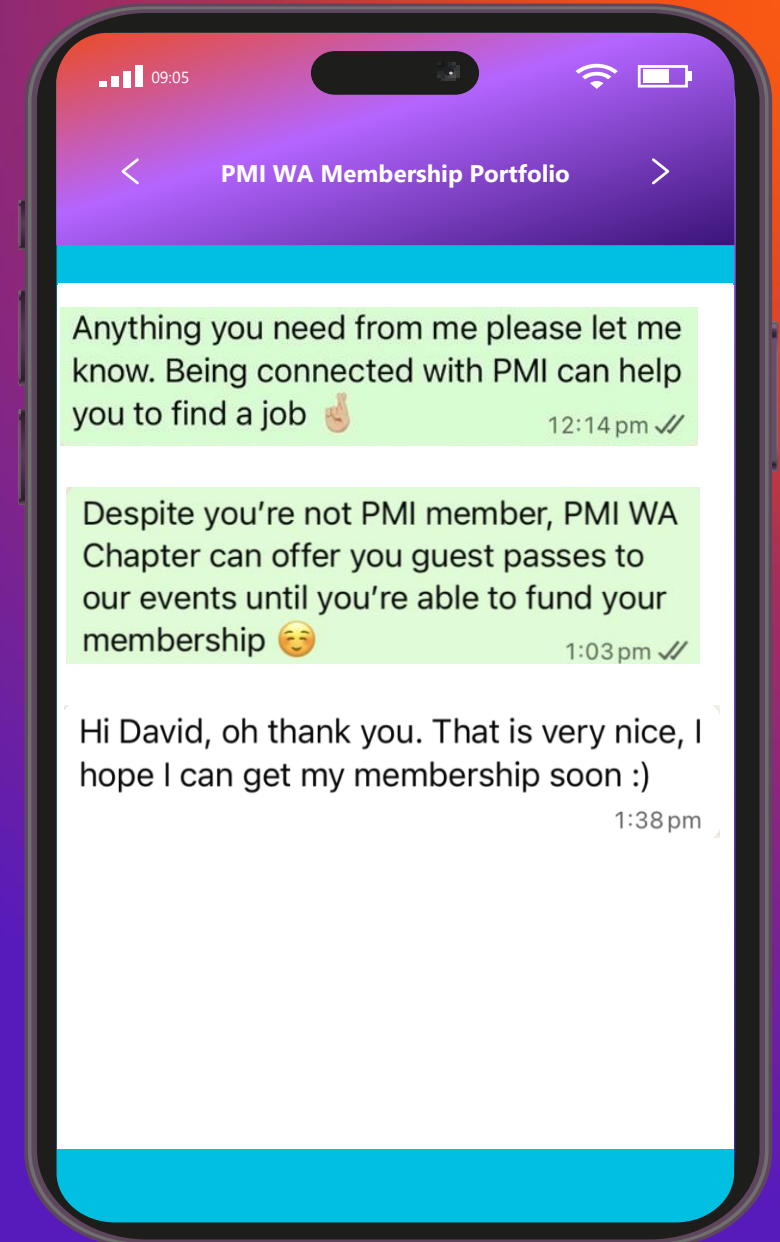 09:05
PMI WA Membership Portfolio
Anything you need from me please let me
know. Being connected with PMI can help
you to find a job 🤞🏼
12:14 pm
Despite you’re not PMI member, PMI WA
Chapter can offer you guest passes to
our events until you’re able to fund your
membership ☺️
1:03 pm
Hi David, oh thank you. That is very nice, I
hope I can get my membership soon :)
1:38 pm